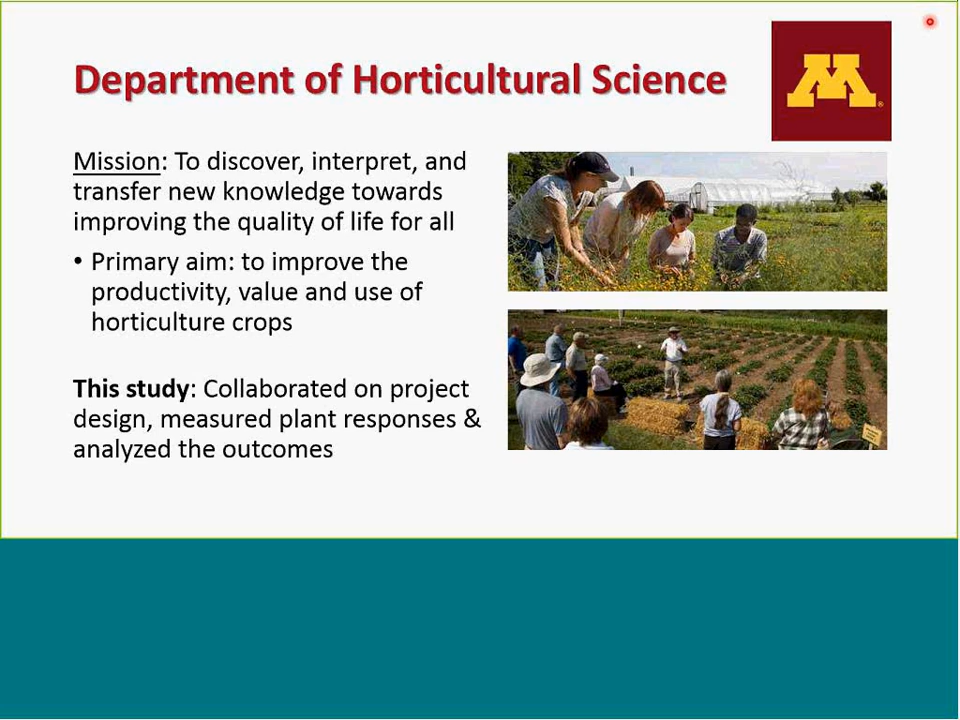 Department of Horticultural Science
M
Mission: To discover, interpret, and
transfer new knowledge towards
improving the quality of life for all
• Primary aim: to improve the
productivity, value and use of
horticulture crops
This study: Collaborated on project
design, measured plant responses &
analyzed the outcomes